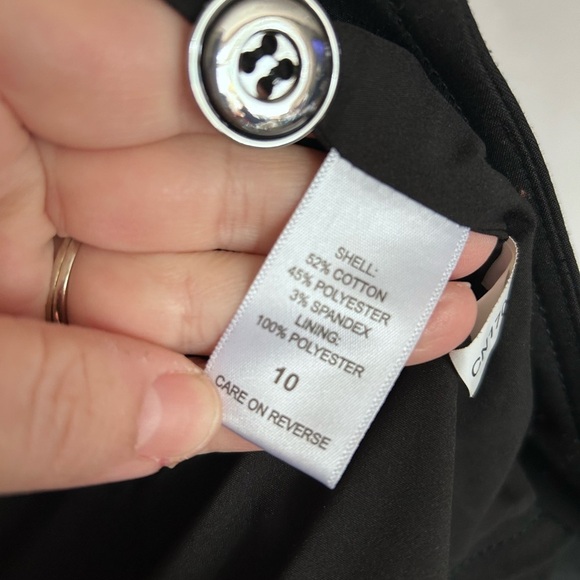 SHELL:
52% COTTON
45% POLYESTER
3% SPANDEX
LINING:
100% POLYESTER
10
CARE ON REVERSE